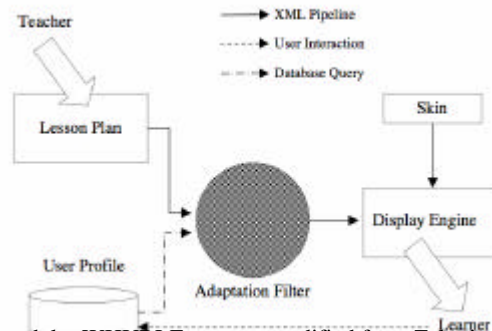 Teacher
XML Pipeline
User Interaction
Database Query
Lesson Plan
Skin
Display Engine
User Profile
Adaptation Filter
Learner